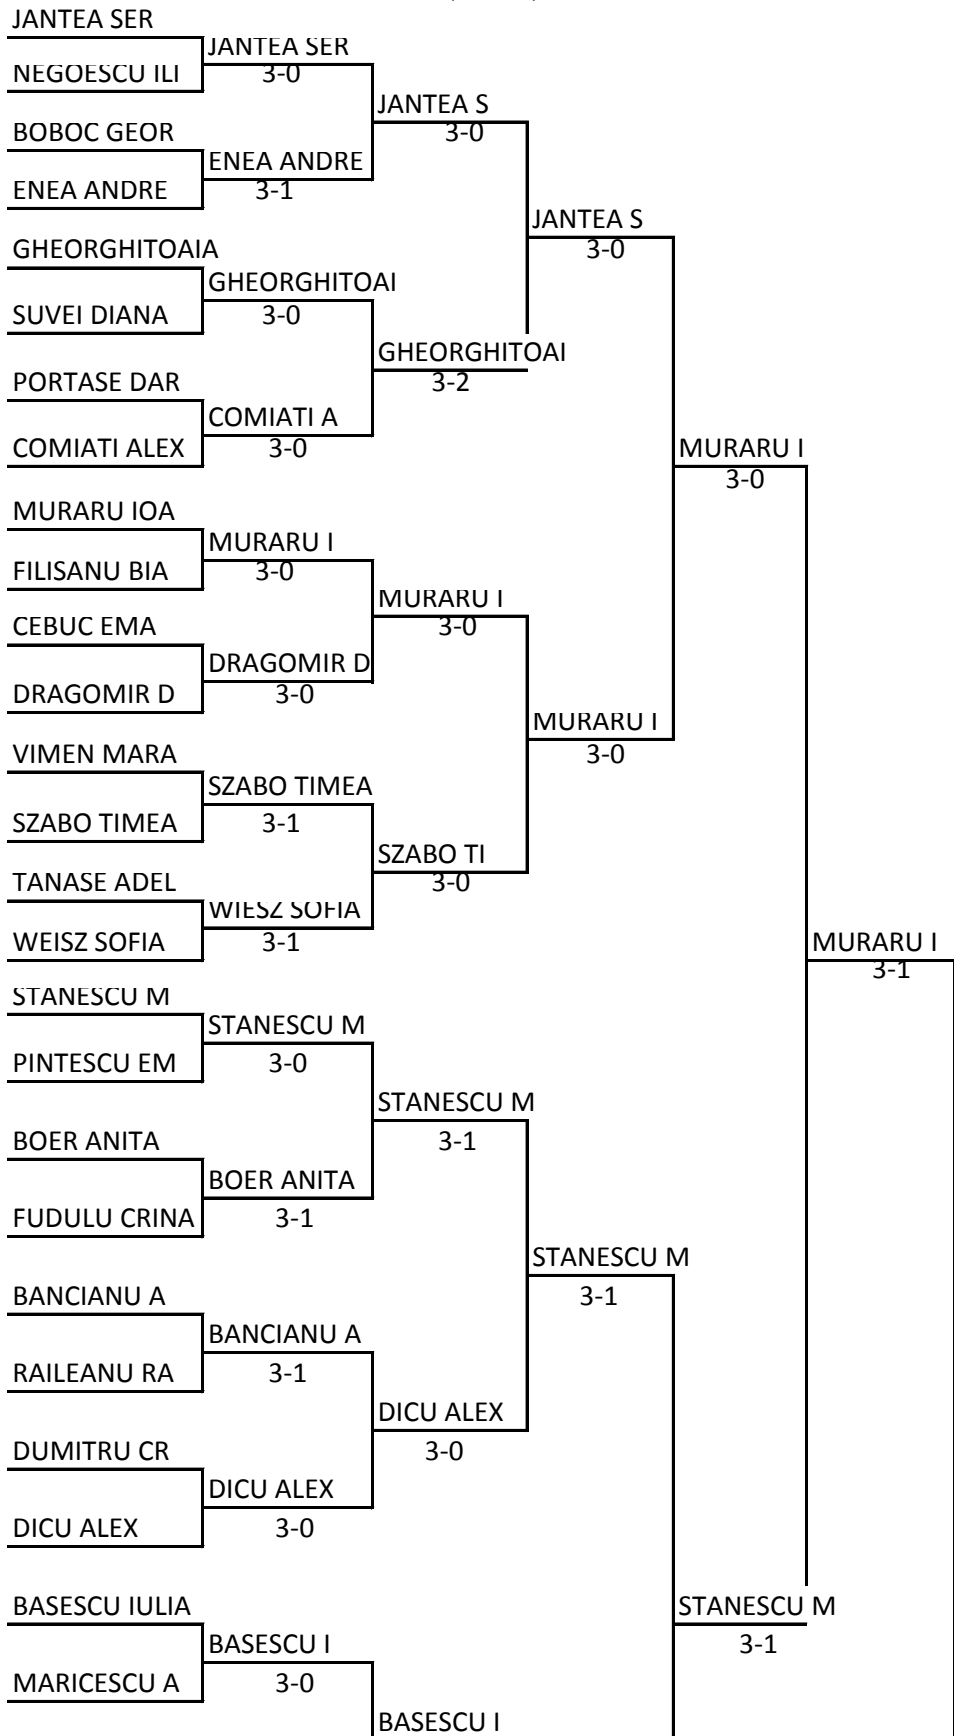 JANTEA SER
JANTEA SER
NEGOESCU ILI
3-0
JANTEA S
3-0
BOBOC GEOR
ENEA ANDRE
ENEA ANDRE
3-1
JANTEA S
3-0
GHEORGHITOAIA
GHEORGHITOAI
SUVEI DIANA
3-0
GHEORGHITOAI
3-2
PORTASE DAR
COMIATI A
COMIATI ALEX
3-0
MURARU I
3-0
MURARU IOA
MURARU I
FILISANU BIA
3-0
MURARU I
3-0
CEBUC EMA
DRAGOMIR D
DRAGOMIR D
3-0
MURARU I
3-0
VIMEN MARA
SZABO TIMEA
SZABO TIMEA
3-1
SZABO TI
3-0
TANASE ADEL
WIESZ SOFIA
WEISZ SOFIA
3-1
MURARU I
3-1
STANESCU M
STANESCU M
PINTESCU EM
3-0
STANESCU M
3-1
BOER ANITA
BOER ANITA
FUDULU CRINA
3-1
STANESCU M
3-1
BANCIANU A
BANCIANU A
RAILEANU RA
3-1
DICU ALEX
3-0
DUMITRU CR
DICU ALEX
DICU ALEX
3-0
BASESCU IULIA
STANESCU M
3-1
BASESCU I
MARICESCU A
3-0
BASESCU I